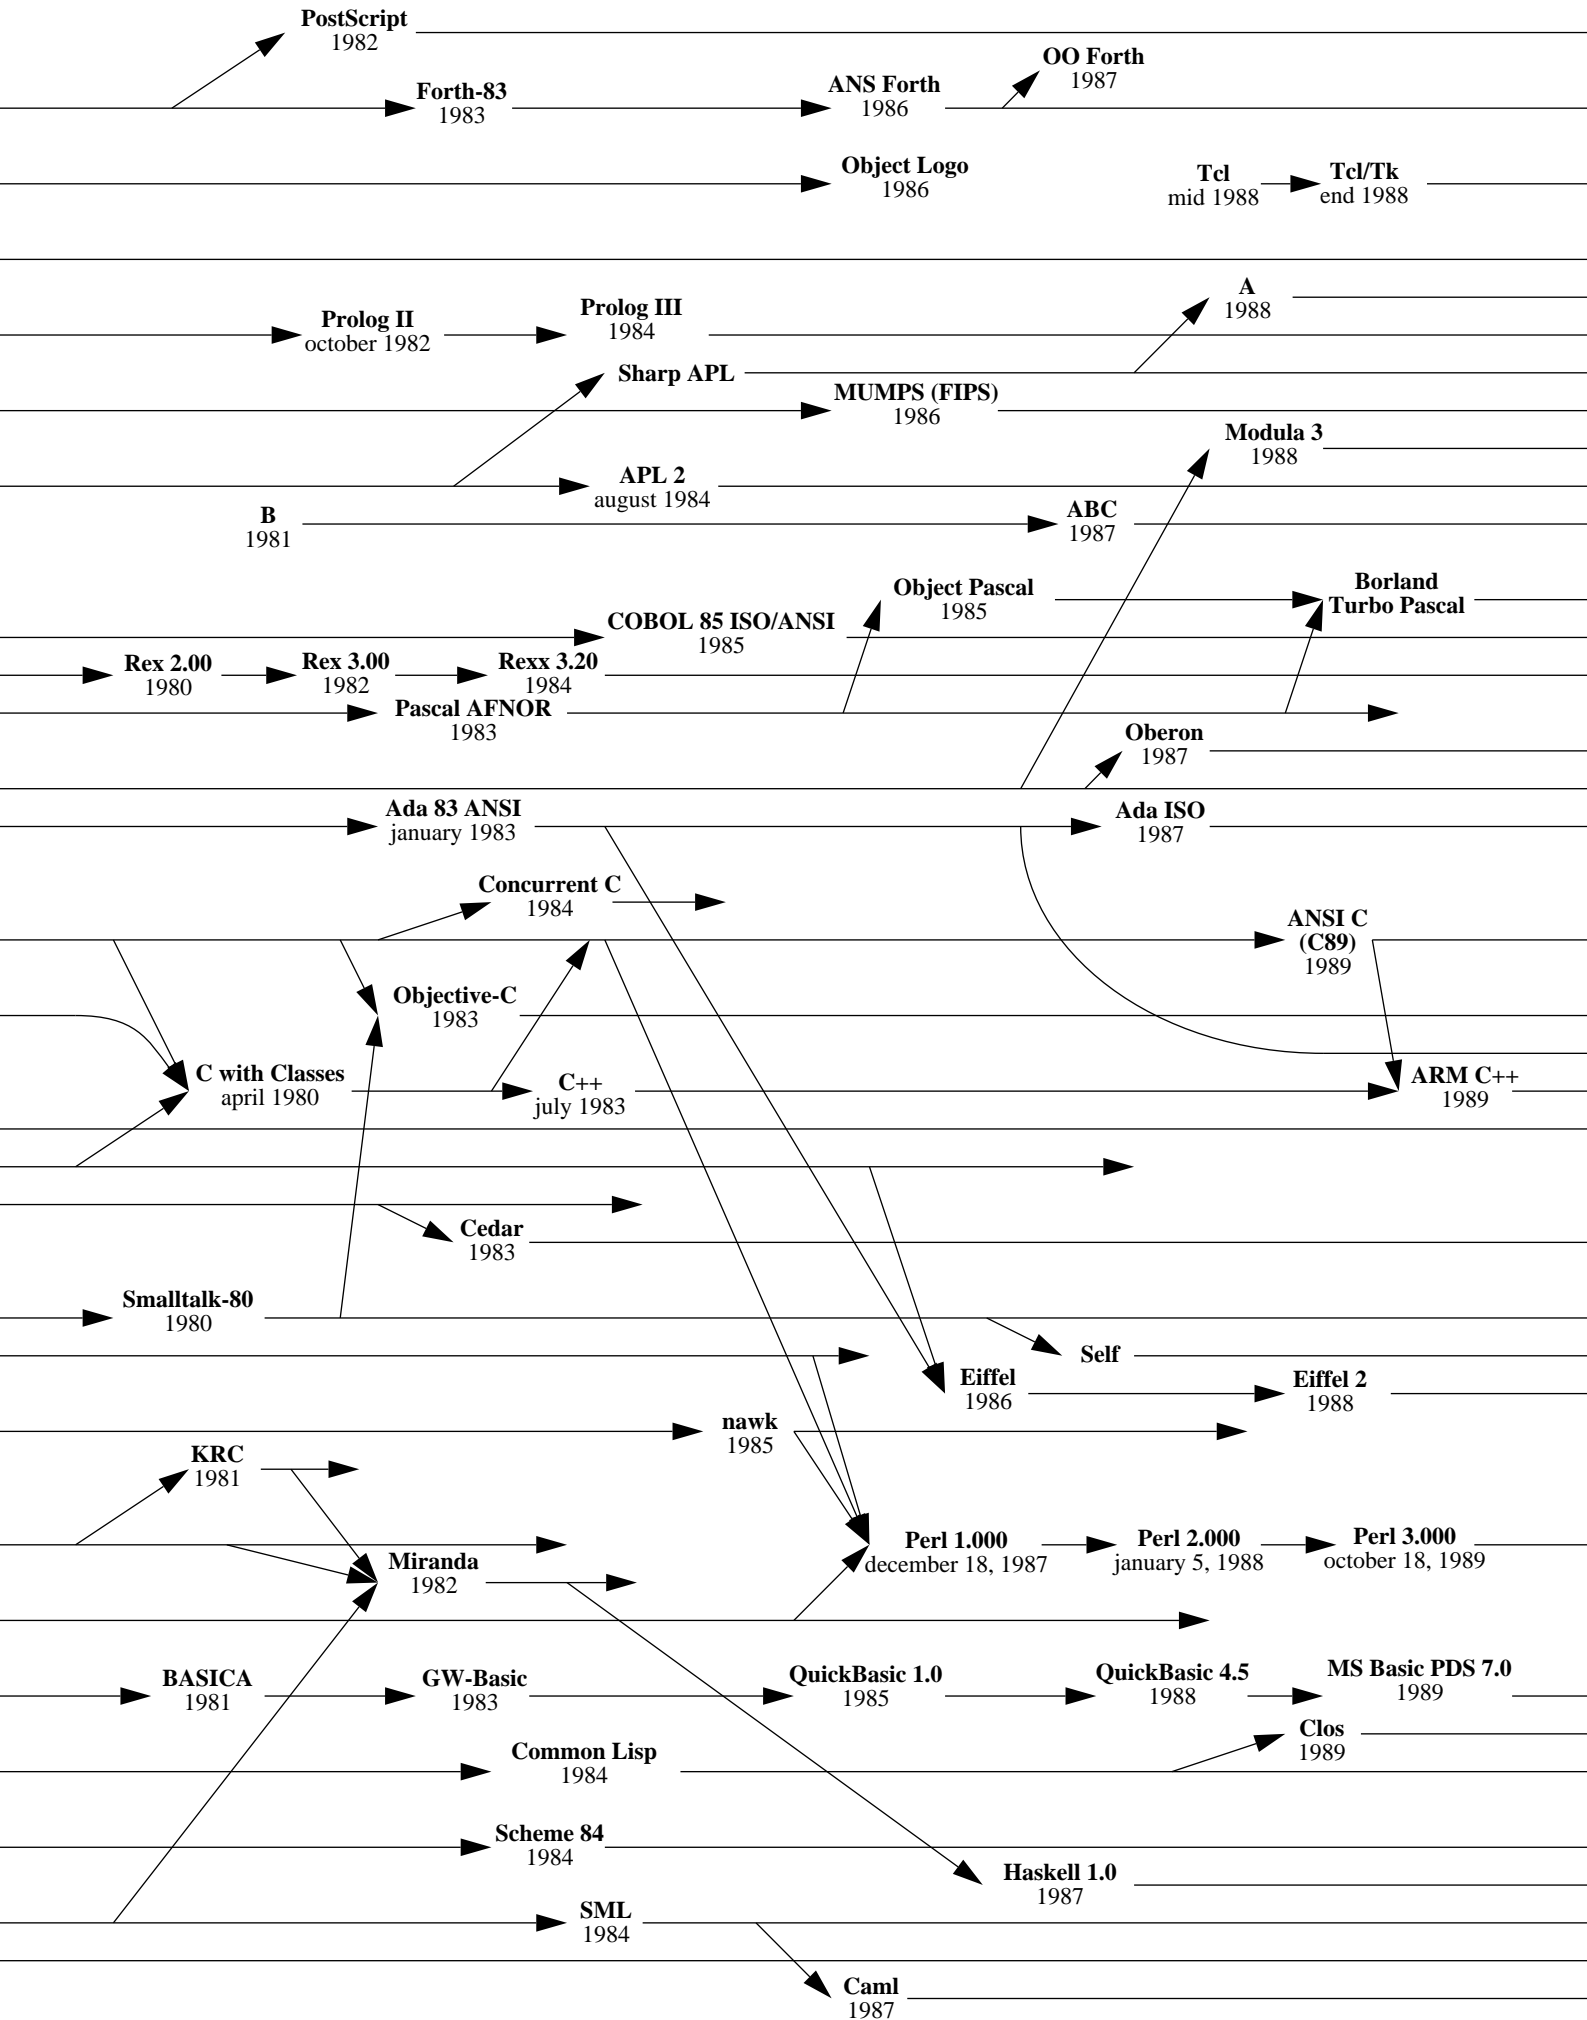 PostScript
1982
OO Forth
1987
Forth-83
1983
ANS Forth
1986
Object Logo
1986
Tcl
mid 1988
Tcl/Tk
end 1988
A
1988
Prolog II
october 1982
Prolog III
1984
Sharp APL
MUMPS (FIPS)
1986
Modula 3
1988
APL 2
august 1984
B
1981
ABC
1987
Object Pascal
1985
Borland
Turbo Pascal
COBOL 85 ISO/ANSI
1985
Rex 2.00
1980
Rex 3.00
1982
Rexx 3.20
1984
Pascal AFNOR
1983
Oberon
1987
Ada 83 ANSI
january 1983
Ada ISO
1987
Concurrent C
1984
ANSI C
(C89)
1989
Objective-C
1983
C with Classes
april 1980
C++
july 1983
ARM C++
1989
Cedar
1983
Smalltalk-80
1980
Self
Eiffel
1986
Eiffel 2
1988
nawk
1985
KRC
1981
Perl 1.000
december 18, 1987
Perl 2.000
january 5, 1988
Perl 3.000
october 18, 1989
Miranda
1982
BASICA
1981
GW-Basic
1983
QuickBasic 1.0
1985
QuickBasic 4.5
1988
MS Basic PDS 7.0
1989
Clos
1989
Common Lisp
1984
Scheme 84
1984
Haskell 1.0
1987
SML
1984
Caml
1987